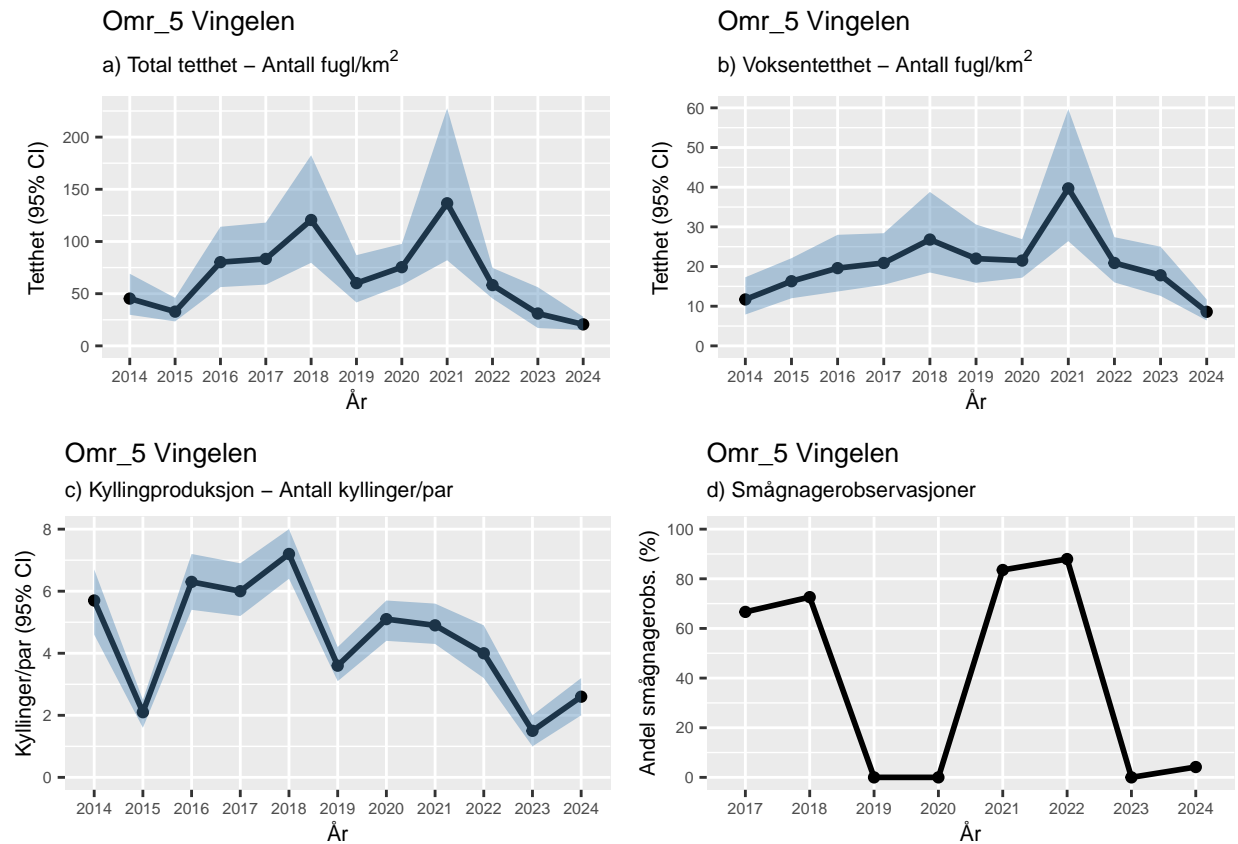 Omr_5 Vingelen
a) Total tetthet − Antall fugl/km²
Tetthet (95% CI)
200
150
100
50
0
2014 2015 2016 2017 2018 2019 2020 2021 2022 2023 2024
År
Omr_5 Vingelen
b) Voksentetthet − Antall fugl/km²
Tetthet (95% CI)
60
50
40
30
20
10
0
2014 2015 2016 2017 2018 2019 2020 2021 2022 2023 2024
År
Omr_5 Vingelen
c) Kyllingproduksjon − Antall kyllinger/par
Kyllinger/par (95% CI)
8
6
4
2
0
2014 2015 2016 2017 2018 2019 2020 2021 2022 2023 2024
År
Omr_5 Vingelen
d) Smågnagerobservasjoner
Andel smågnagerobs. (%)
100
80
60
40
20
0
2017 2018 2019 2020 2021 2022 2023 2024
År